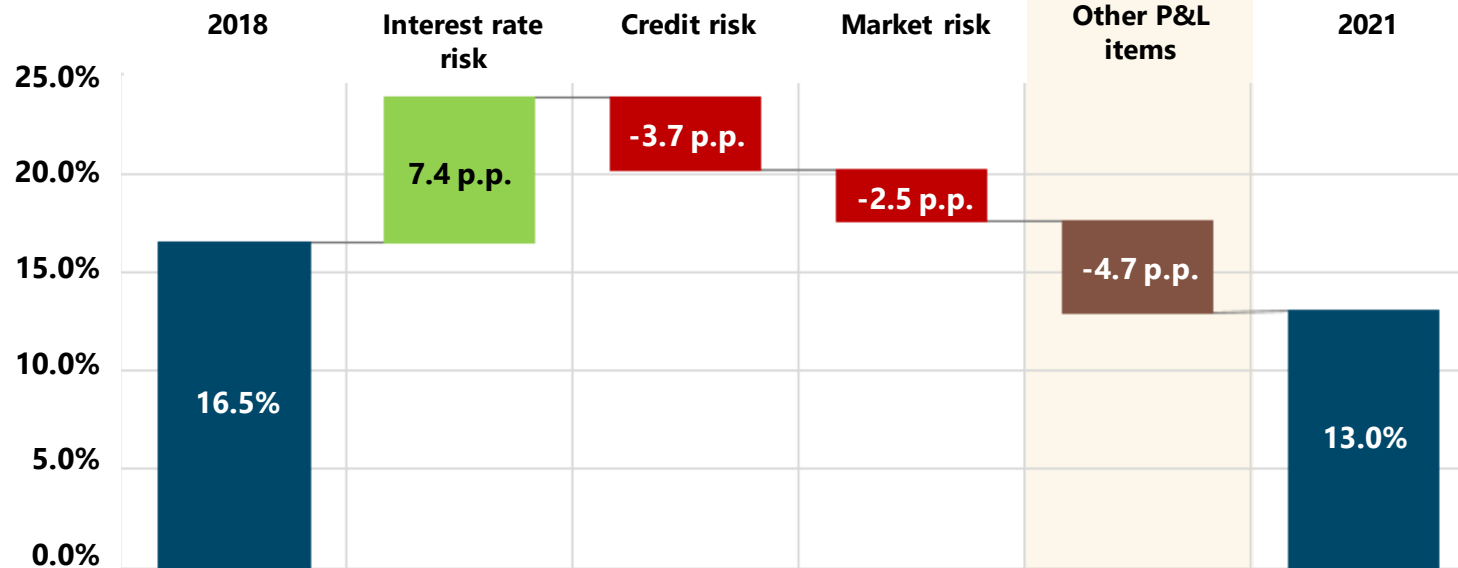 2018
Interest rate
risk
Credit risk
Market risk
Other P&L
items
2021
25.0%
20.0%
15.0%
10.0%
5.0%
0.0%
16.5%
7.4 p.p.
-3.7 p.p.
-2.5 p.p.
-4.7 p.p.
13.0%